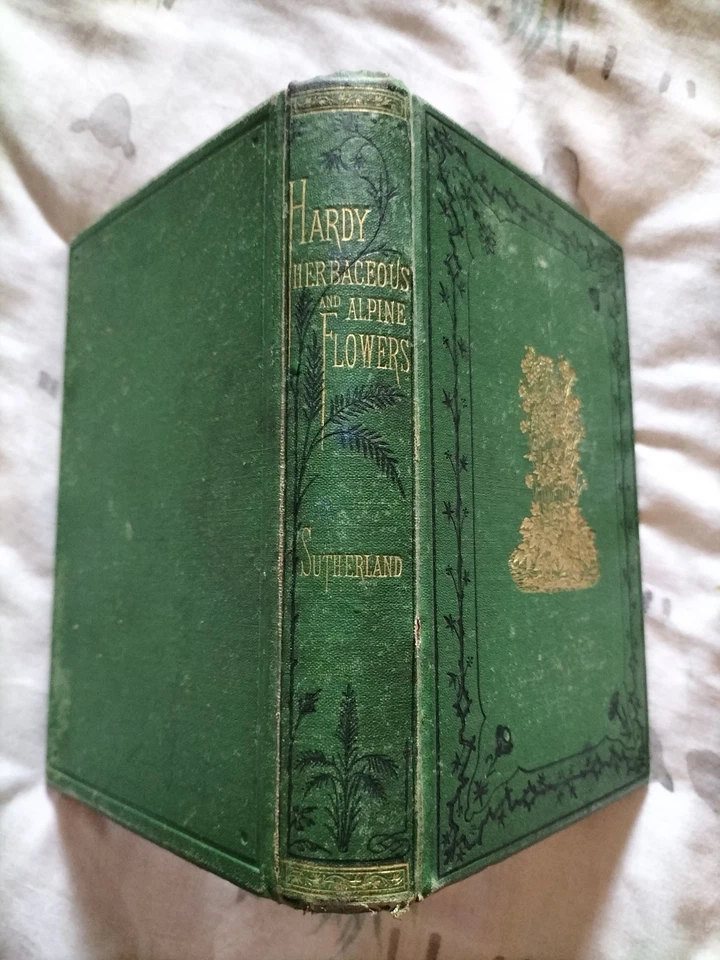 HARDY
HERBACEOUS
AND ALPINE
FLOWERS
SUTHERLAND